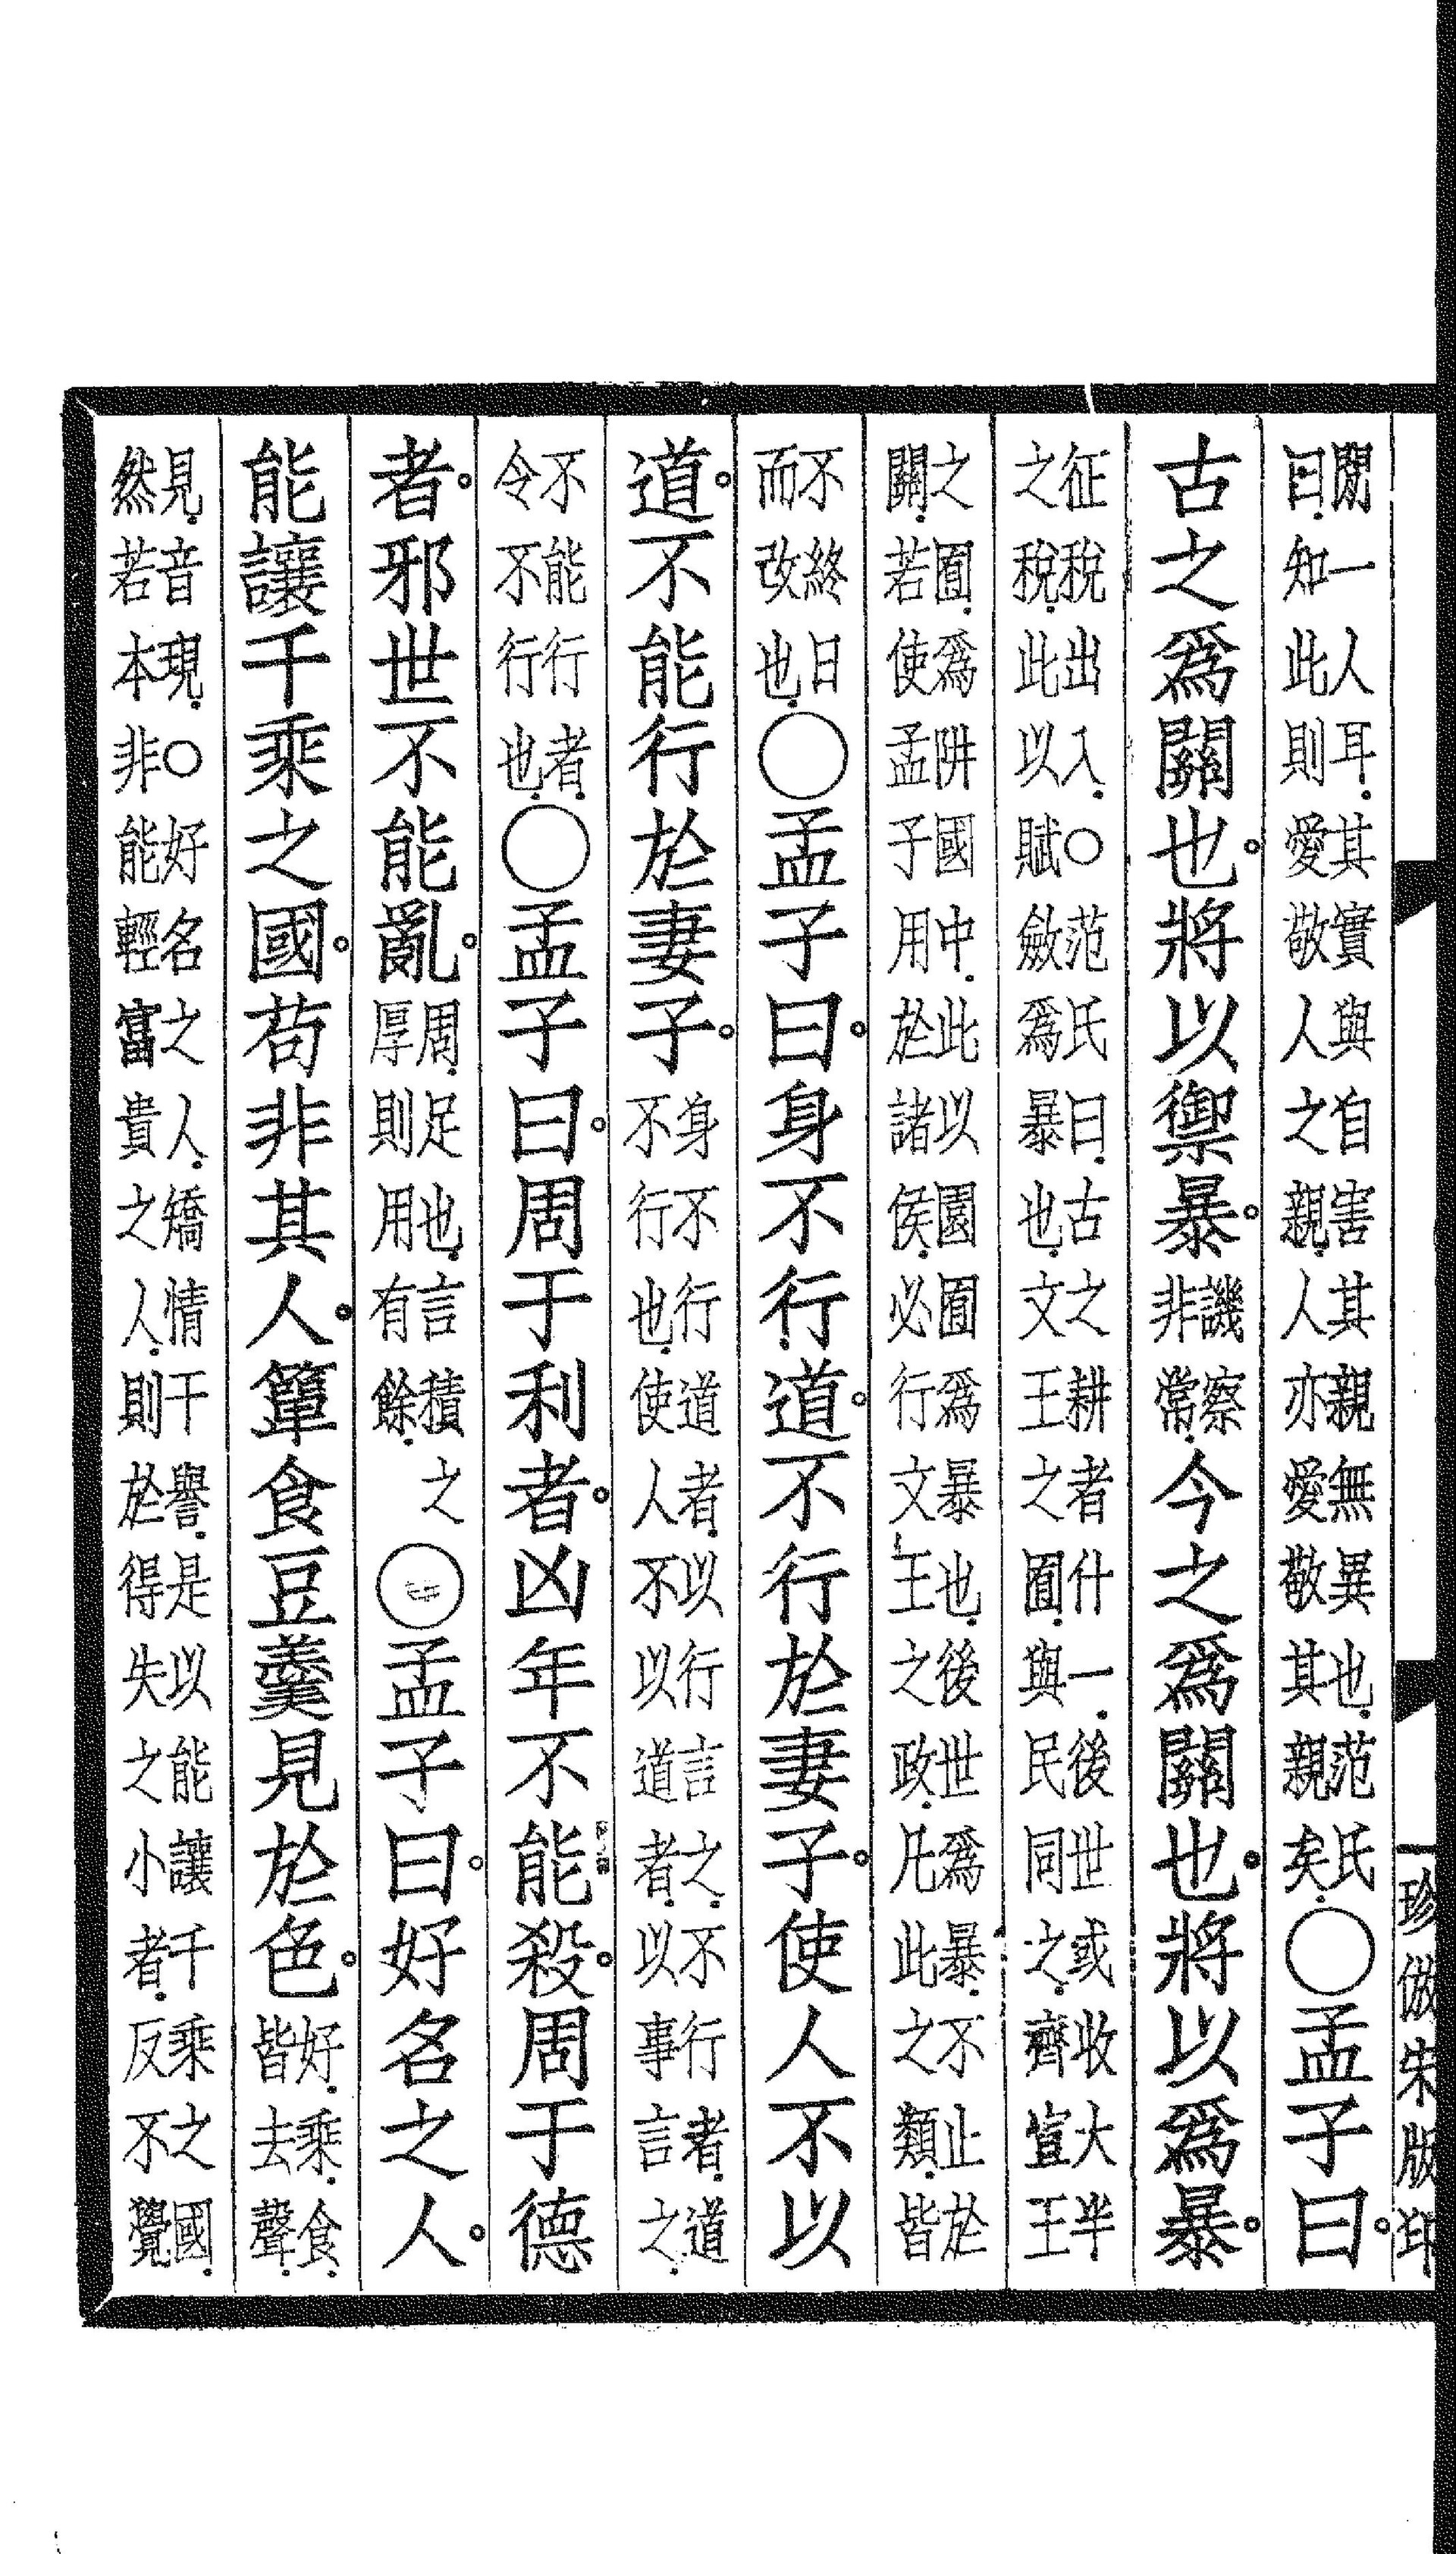 珍倣宋版印
閒一人耳其實與自害其親無異也范氏
曰知此則愛敬人之親人亦愛敬其親矣
○孟子曰。
古之爲關也。將以禦暴。
譏察
非常
今之爲關也。將以爲暴。
征稅出入○范氏曰古之耕者什一後世或收大半
之稅此以賦斂爲暴也文王之囿與民同之齊宣王
之囿爲阱國中此以園囿爲暴也後世爲暴不止於
關若使孟子用於諸侯必行文王之政凡此之類皆
不終日
而改也
○孟子曰。身不行道。不行於妻子。使人不以
道。不能行於妻子。
身不行道者以行言之不行者道
不行也使人不以道者以事言之
不能行者
令不行也
○孟子曰。周于利者。凶年不能殺。周于德
者。邪世不能亂。
周足也言積之
厚則用有餘
○孟子曰。好名之人。
能讓千乘之國。苟非其人。簞食豆羹見於色。
好乘食
皆去聲
見音現○好名之人矯情干譽是以能讓千乘之國
然若本非能輕富貴之人則於得失之小者反不覺